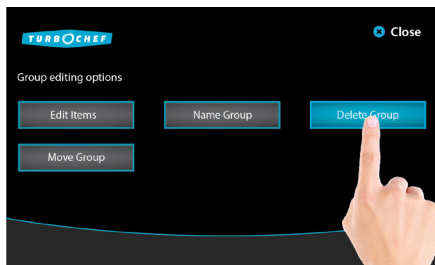 TURBOCHEF
Close
Group editing options
Edit Items
Name Group
Delete Group
Move Group